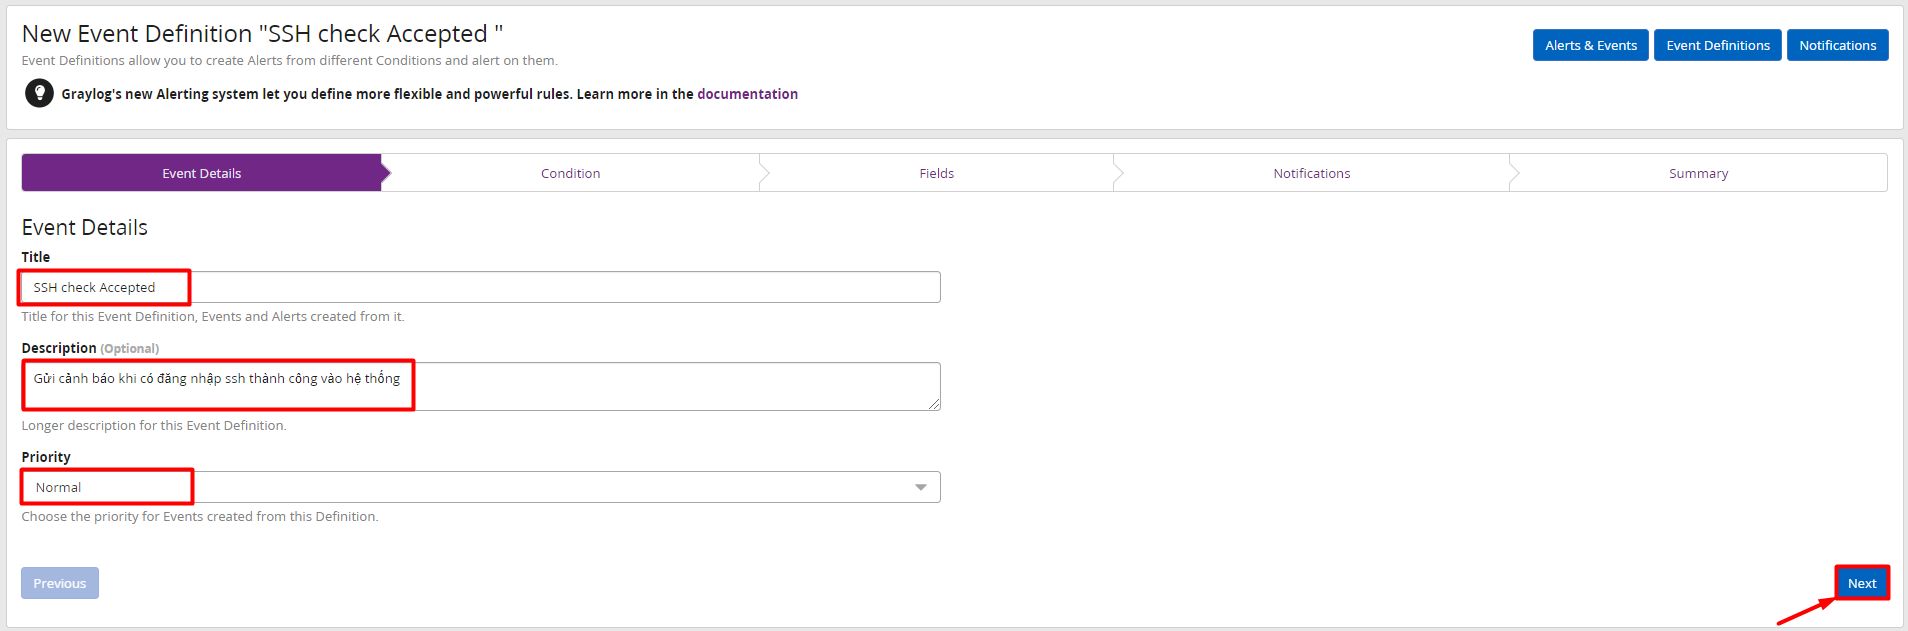 New Event Definition "SSH check Accepted "
Alerts & Events
Event Definitions
Notifications
Event Definitions allow you to create Alerts from different Conditions and alert on them.
Graylog's new Alerting system let you define more flexible and powerful rules. Learn more in the documentation
Event Details
Condition
Fields
Notifications
Summary
Event Details
Title
SSH check Accepted
Title for this Event Definition, Events and Alerts created from it.
Description (Optional)
Gửi cảnh báo khi có đăng nhập ssh thành công vào hệ thống
Longer description for this Event Definition.
Priority
Normal
Choose the priority for Events created from this Definition.
Previous
Next